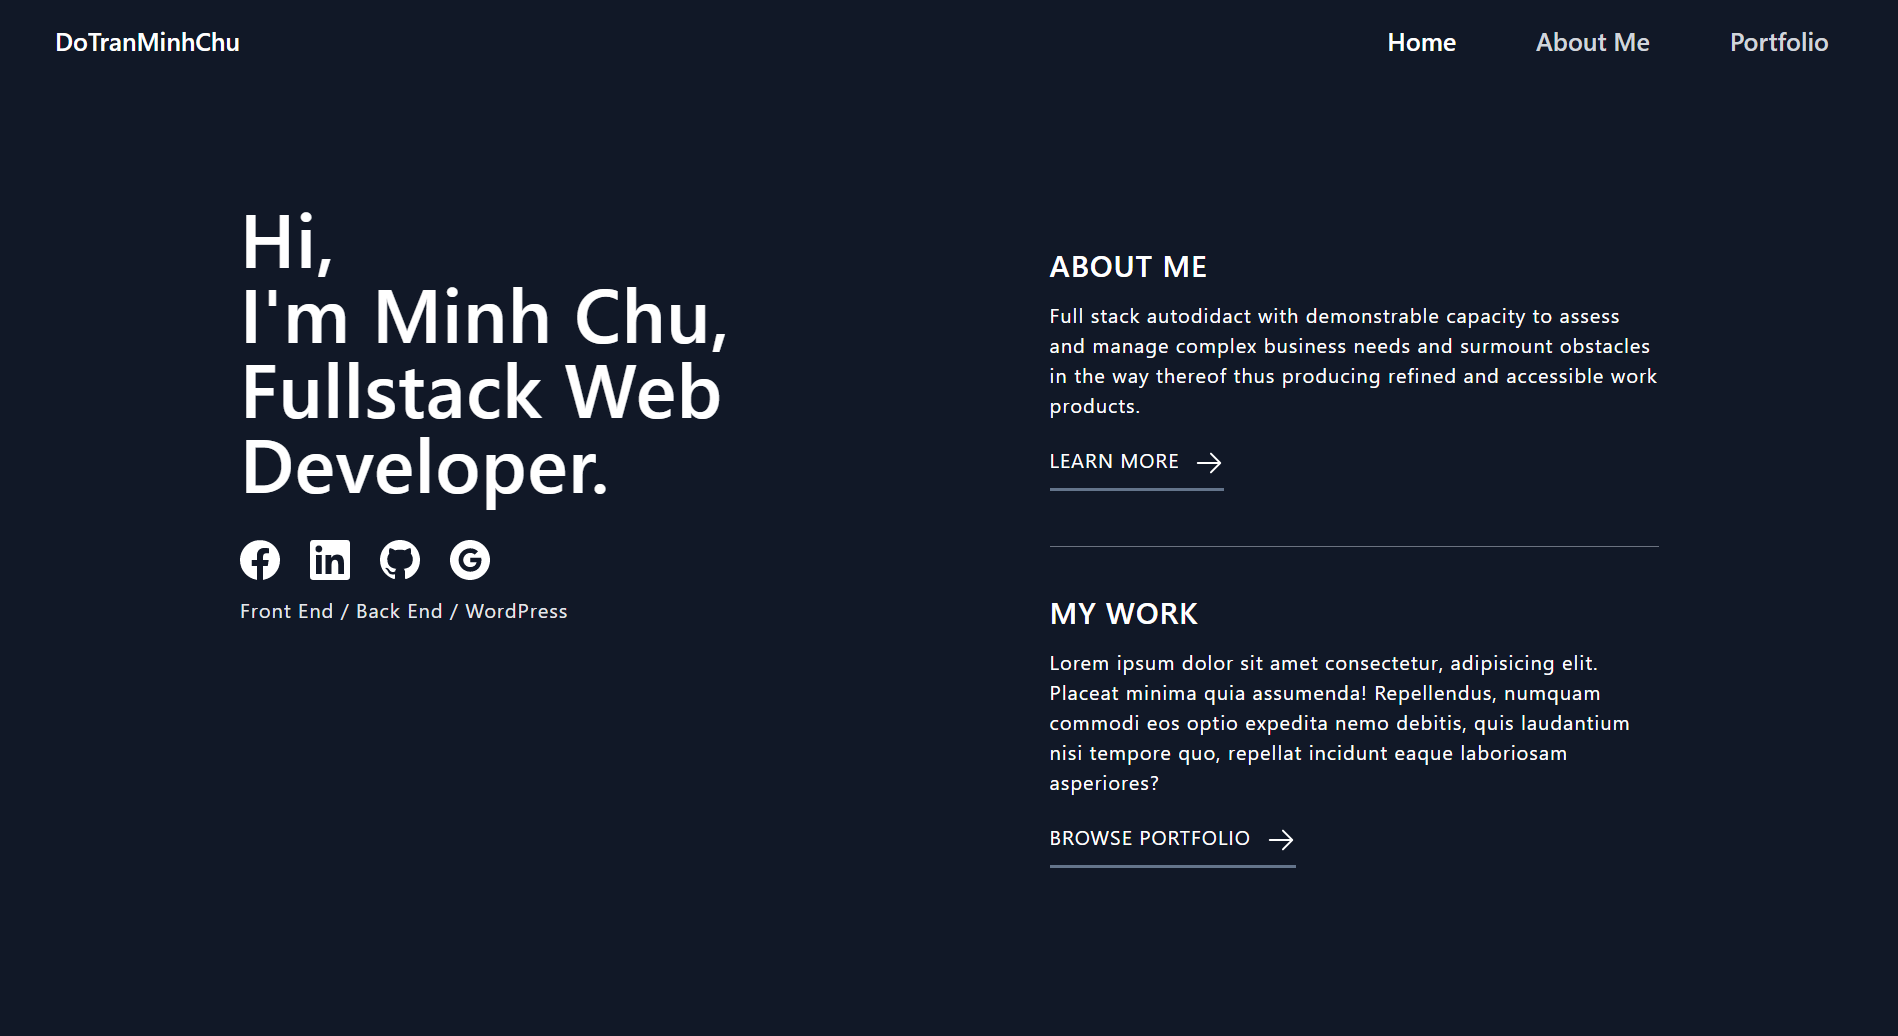 DoTranMinhChu
Home
About Me
Portfolio
Hi,
I'm Minh Chu,
Fullstack Web
Developer.
Front End / Back End / WordPress
ABOUT ME
Full stack autodidact with demonstrable capacity to assess
and manage complex business needs and surmount obstacles
in the way thereof thus producing refined and accessible work
products.
LEARN MORE
MY WORK
Lorem ipsum dolor sit amet consectetur, adipisicing elit.
Placeat minima quia assumenda! Repellendus, numquam
commodi eos optio expedita nemo debitis, quis laudantium
nisi tempore quo, repellat incidunt eaque laboriosam
asperiores?
BROWSE PORTFOLIO